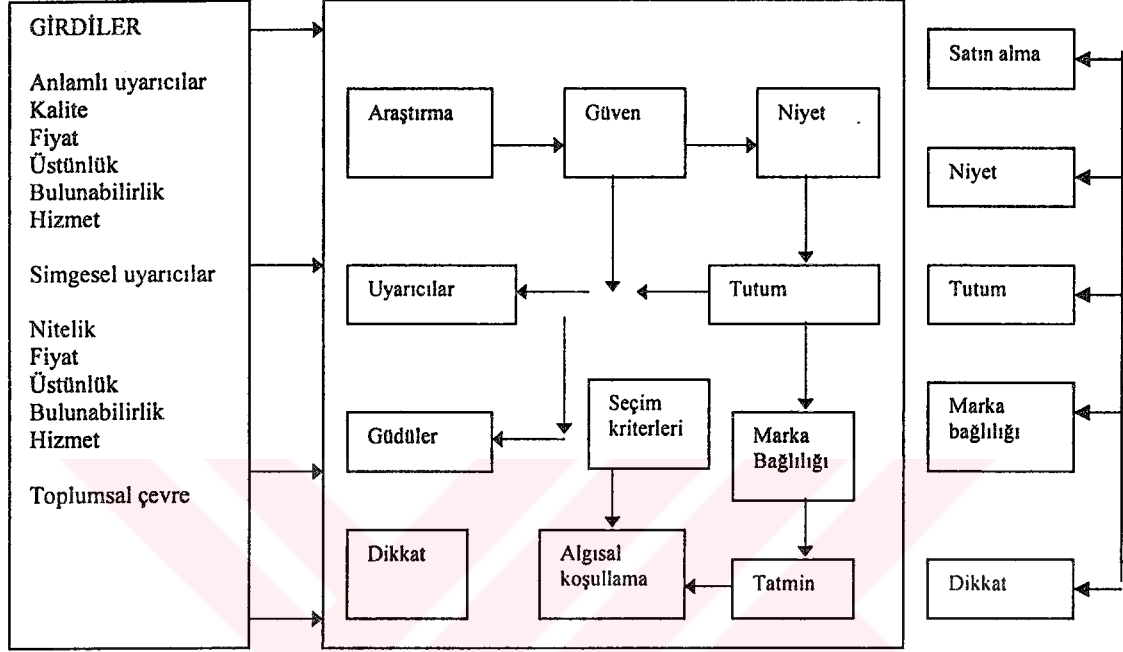 GİRDİLER
Anlamlı uyarıcılar
Kalite
Fiyat
Üstünlük
Bulunabilirlik
Hizmet
Simgesel uyarıcılar
Nitelik
Fiyat
Üstünlük
Bulunabilirlik
Hizmet
Toplumsal çevre
Araştırma
Güven
Niyet
Uyarıcılar
Tutum
Güdüler
Seçim
kriterleri
Marka
Bağlılığı
Dikkat
Algısal
koşullama
Tatmin
Satın alma
Niyet
Tutum
Marka
bağlılığı
Dikkat